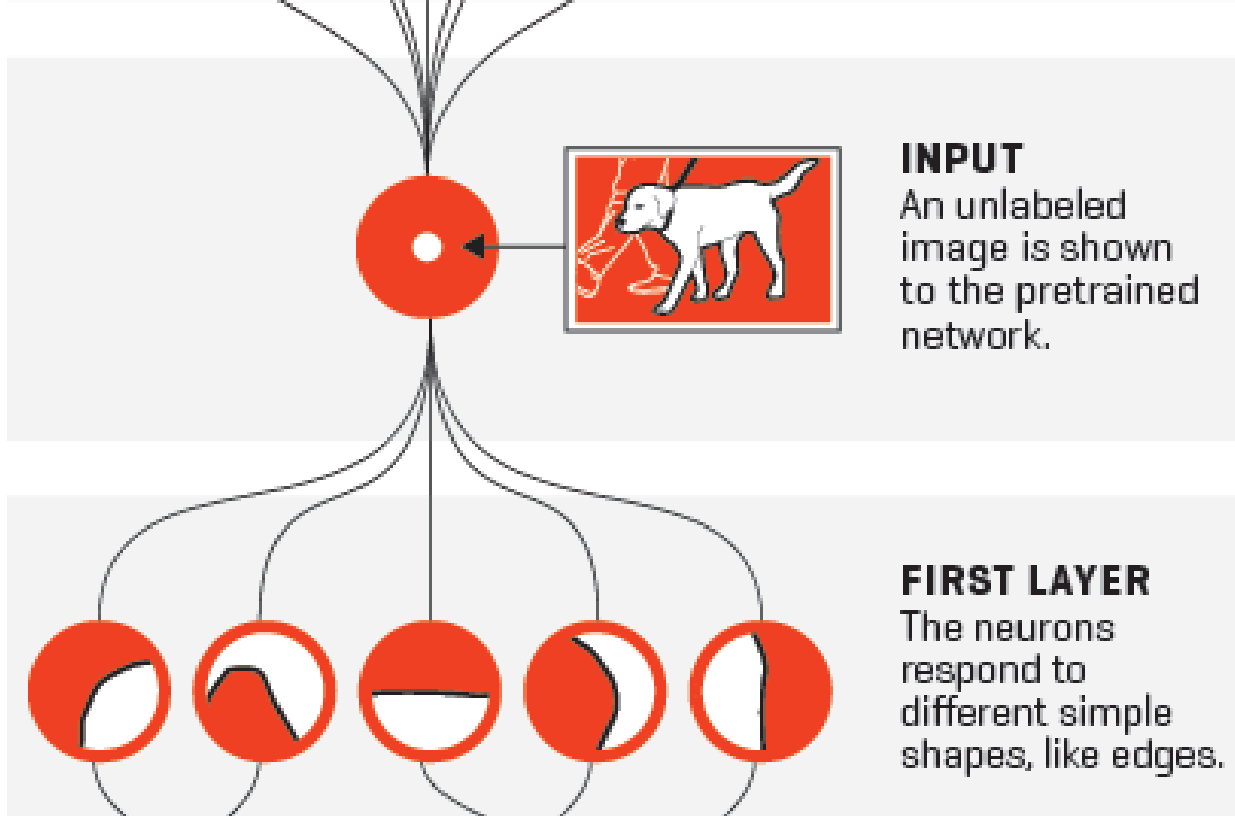 INPUT
An unlabeled
image is shown
to the pretrained
network.
FIRST LAYER
The neurons
respond to
different simple
shapes, like edges.